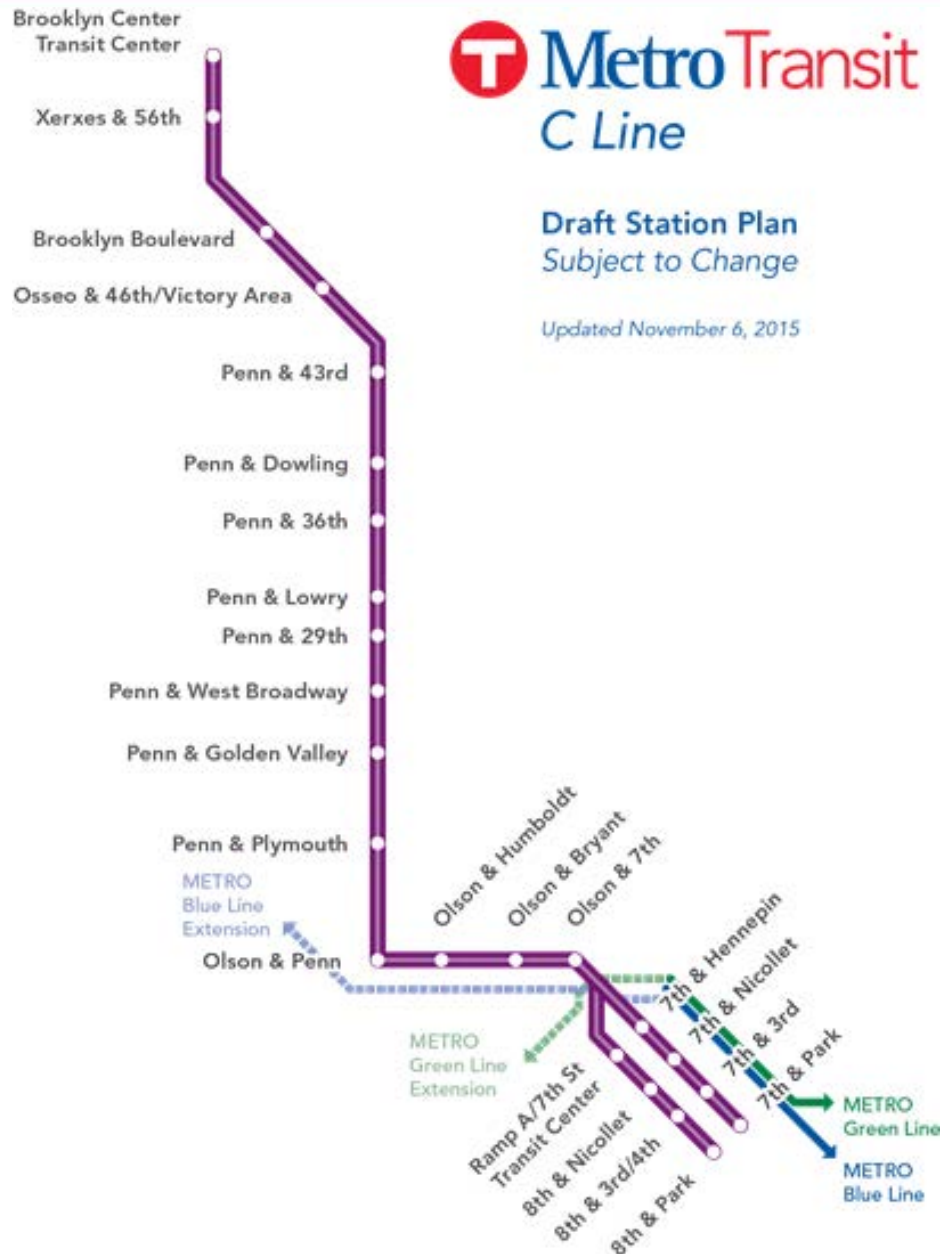 Brooklyn Center
Transit Center
T MetroTransit
C Line
Xerxes & 56th
Draft Station Plan
Subject to Change
Updated November 6, 2015
Brooklyn Boulevard
Osseo & 46th/Victory Area
Penn & 43rd
Penn & Dowling
Penn & 36th
Penn & Lowry
Penn & 29th
Penn & West Broadway
Penn & Golden Valley
Penn & Plymouth
METRO
Blue Line
Extension
Olson & Penn
Olson & Humboldt
Olson & Bryant
Olson & 7th
7th & Hennepin
7th & Nicollet
7th & 3rd
7th & Park
METRO
Green Line
Extension
Ramp A/7th St
Transit Center
8th & Nicollet
8th & 3rd/4th
8th & Park
METRO
Green Line
METRO
Blue Line